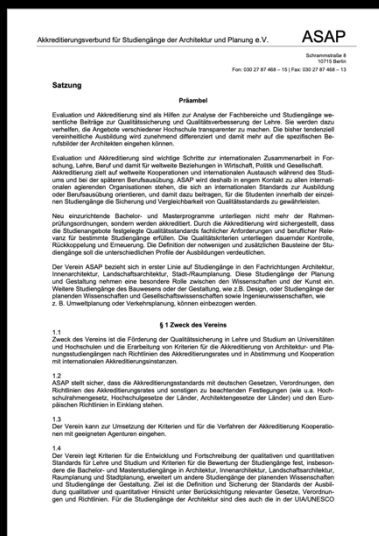 Akkreditierungsverbund für Studiengänge der Architektur und Planung e.V.
ASAP
Schrammstraße 8
10715 Berlin
Fon: 030 27 87 468 – 15 | Fax: 030 27 87 468 – 13
Satzung
Präambel
Evaluation und Akkreditierung sind als Hilfen zur Analyse der Fachbereiche und Studiengänge we-
sentliche Beiträge zur Qualitätssicherung und Qualitätsverbesserung der Lehre. Sie werden dazu
verhelfen, die Angebote verschiedener Hochschulen transparenter zu machen. Die bisher tendenziell
vereinheitliche Ausbildung wird zunehmend differenziert und damit mehr auf die spezifischen Be-
rufsbilder der Architekten eingehen können.
Evaluation und Akkreditierung sind wichtige Schritte zur internationalen Zusammenarbeit in For-
schung, Lehre, Beruf und damit für weltweite Beziehungen in Wirtschaft, Politik und Gesellschaft.
Akkreditierung zielt auf weltweite Kooperationen und internationalen Austausch während des Studi-
ums und bei der späteren Berufsausübung. ASAP wird deshalb in engem Kontakt zu allen internati-
onalen agierenden Organisationen stehen, die sich an internationalen Standards zur Ausbildung
oder Berufsausübung orientieren, und damit dazu beitragen, für die Studenten innerhalb der einzel-
nen Studiengänge die Sicherung und Vergleichbarkeit von Qualitätsstandards zu gewährleisten.
Neu einzurichtende Bachelor- und Masterprogramme unterliegen nicht mehr den Rahmen-
prüfungsordnungen, sondern werden akkreditiert. Durch die Akkreditierung wird sichergestellt, dass
die Studienangebote festgelegte Qualitätsstandards fachlicher Anforderungen und beruflicher Rele-
vanz für bestimmte Studienziele erfüllen. Die Qualitätskriterien unterliegen dauernder Kontrolle,
Rückkoppelung und Erneuerung. Die Definition der notwendigen und zusätzlichen Bausteine der Stu-
diengänge soll die unterschiedlichen Profile der Ausbildungen verdeutlichen.
Der Verein ASAP bezieht sich in erster Linie auf Studiengänge in den Fachrichtungen Architektur,
Innenarchitektur, Landschaftsarchitektur, Stadt-/Raumplanung. Diese Studiengänge der Planung
und Gestaltung nehmen eine besondere Rolle zwischen den Wissenschaften und der Kunst ein.
Weitere Studiengänge des Bauwesens oder der Gestaltung, wie z.B. Design, oder Studiengänge der
planenden Wissenschaften und Gesellschaftswissenschaften sowie Ingenieurwissenschaften, wie
z. B. Umweltplanung oder Verkehrsplanung, können einbezogen werden.
§ 1 Zweck des Vereins
1.1
Zweck des Vereins ist die Förderung der Qualitätssicherung in Lehre und Studium an Universitäten
und Hochschulen und die Erarbeitung von Kriterien für die Akkreditierung von Architektur- und Pla-
nungsstudiengängen nach Richtlinien des Akkreditierungsrates und in Abstimmung und Kooperation
mit internationalen Akkreditierungsinstanzen.
1.2
ASAP stellt sicher, dass die Akkreditierungsstandards mit deutschen Gesetzen, Verordnungen, den
Richtlinien des Akkreditierungsrates und sonstigen zu beachtenden Festlegungen (wie u.a. Hoch-
schulrahmengesetz, Hochschulgesetze der Länder, Architektengesetze der Länder) und den Euro-
päischen Richtlinien in Einklang stehen.
1.3
Der Verein kann zur Umsetzung der Kriterien und für die Verfahren der Akkreditierung Kooperatio-
nen mit geeigneten Agenturen eingehen.
1.4
Der Verein legt Kriterien für die Entwicklung und Fortschreibung der qualitativen und quantitativen
Standards für Lehre und Studium und Kriterien für die Bewertung der Studiengänge fest, insbeson-
dere die Bachelor- und Masterstudiengänge in Architektur, Innenarchitektur, Landschaftsarchitektur,
Raumplanung und Stadtplanung, erweitert um andere Studiengänge der planenden Wissenschaften
und Studiengänge der Gestaltung. Ziel ist die Definition und Sicherung der Standards der Ausbil-
dung qualitativer und quantitativer Hinsicht unter Berücksichtigung relevanter Gesetze, Verordnun-
gen und Richtlinien. Für die Studiengänge der Architektur sind dies auch die in der UIA/UNESCO